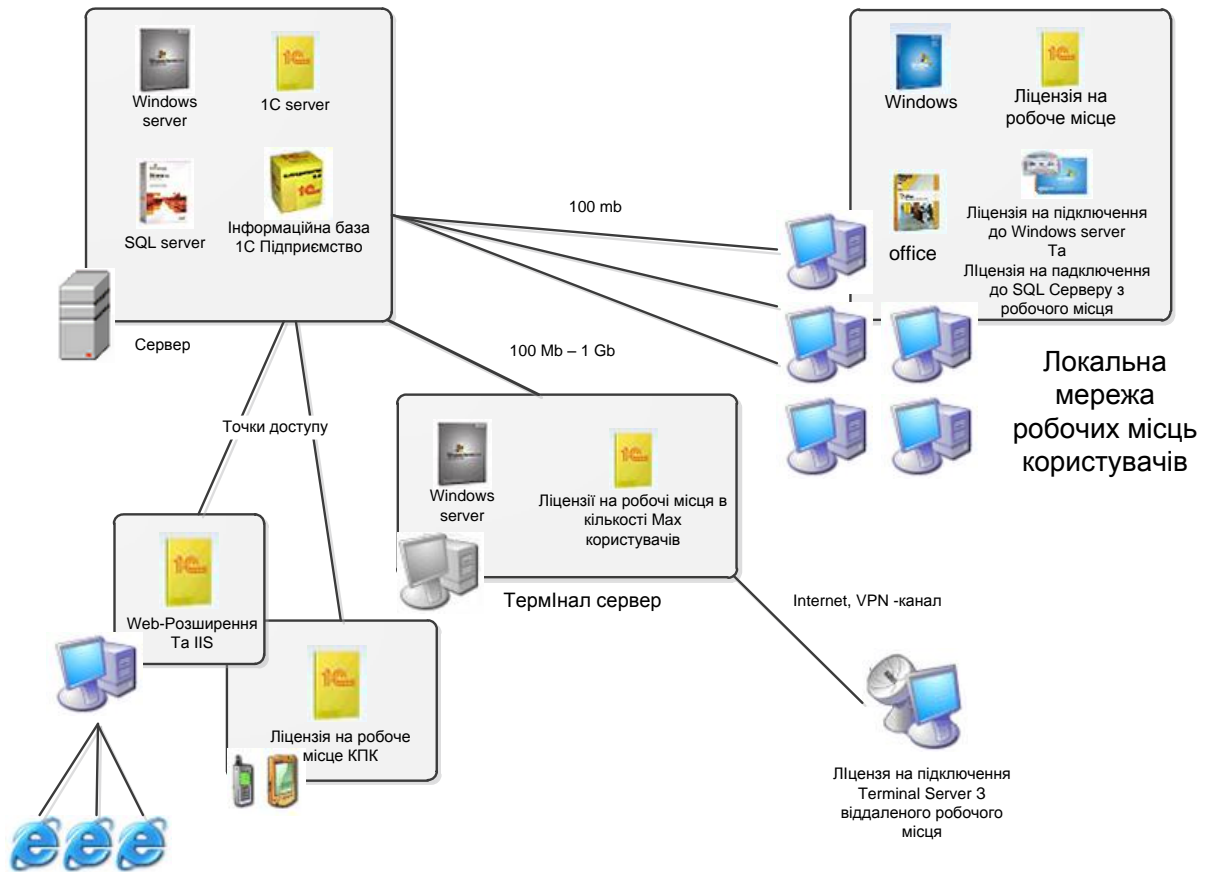 Windows
server
1C server
SQL server
Інформаційна база
1С Підприємство
Сервер
100 mb
Windows
Ліцензія на
робоче місце
office
Ліцензія на підключення
до Windows server
Та
ЛІцензія на падключення
до SQL Серверу з
робочого місця
Локальна
мережа
робочих місць
користувачів
100 Mb – 1 Gb
Точки доступу
Windows
server
Ліцензії на робочі місця в
кількості Max
користувачів
ТермІнал сервер
Internet, VPN -канал
Web-Розширення
Та IIS
Ліцензія на робоче
місце КПК
ЛІцензя на підключення
Terminal Server З
віддаленого робочого
місця